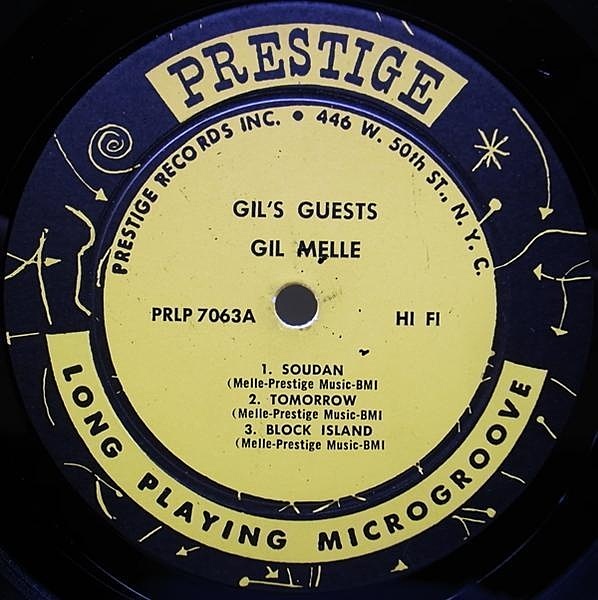 PRESTIGE
PRESTIGE RECORDS INC. • 446 W. 50th ST., N.Y.C.
GIL'S GUESTS
GIL MELLE
PRLP 7063A HI FI
1. SOUDAN
(Melle-Prestige Music-BMI
2. TOMORROW
(Melle-Prestige Music-BMI
3. BLOCK ISLAND
(Melle-Prestige Music-BMI
LONG PLAYING MICROGROOVE